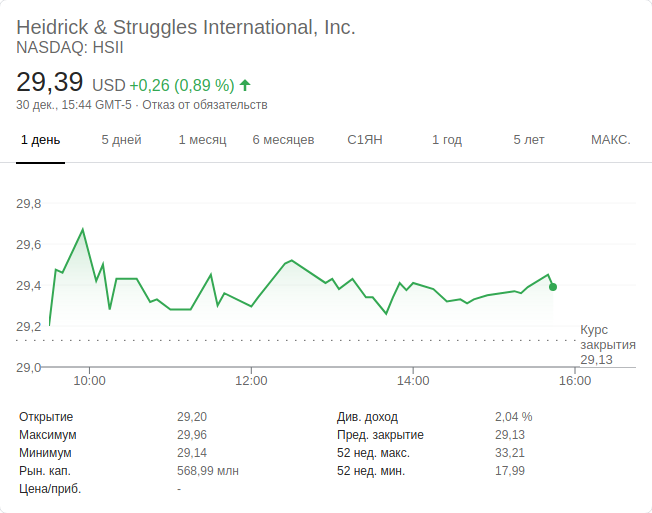 Heidrick & Struggles International, Inc.
NASDAQ: HSII
29,39 USD +0,26 (0,89 %)
30 дек., 15:44 GMT-5 · Отказ от обязательств
1 день 5 дней 1 месяц 6 месяцев С1ЯН 1 год 5 лет МАКС.
29,8
29,6
29,4
29,2
29,0
Курс
закрытия
29,13
10:00 12:00 14:00 16:00
Открытие 29,20 Див. доход 2,04 %
Максимум 29,96 Пред. закрытие 29,13
Минимум 29,14 52 нед. макс. 33,21
Рын. кап. 568,99 млн 52 нед. мин. 17,99
Цена/приб. -